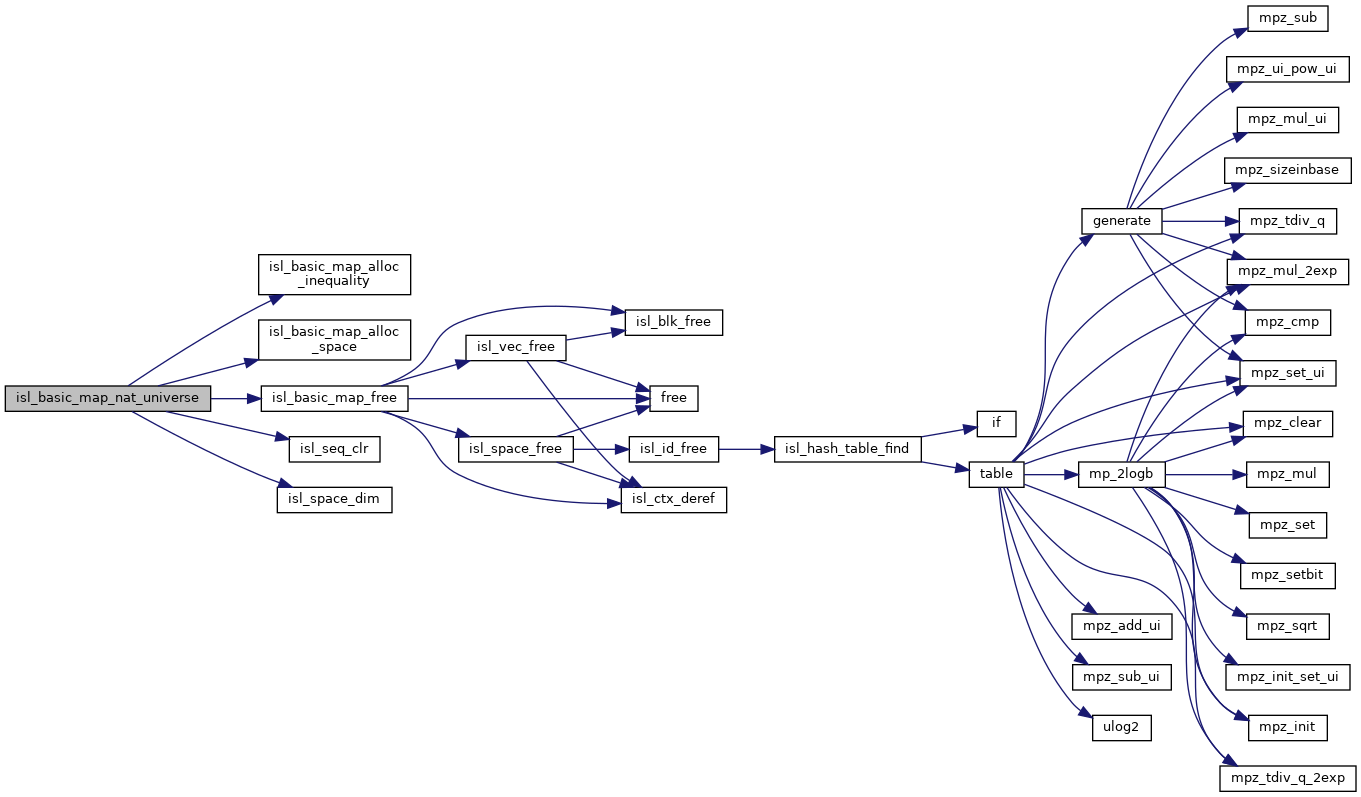 isl_basic_map_nat_universe
isl_basic_map_alloc
_inequality
isl_basic_map_alloc
_space
isl_basic_map_free
isl_seq_clr
isl_space_dim
isl_vec_free
isl_space_free
isl_blk_free
free
isl_id_free
isl_ctx_deref
isl_hash_table_find
if
table
generate
mp_2logb
mpz_add_ui
mpz_sub_ui
ulog2
mpz_sub
mpz_ui_pow_ui
mpz_mul_ui
mpz_sizeinbase
mpz_tdiv_q
mpz_mul_2exp
mpz_cmp
mpz_set_ui
mpz_clear
mpz_mul
mpz_set
mpz_setbit
mpz_sqrt
mpz_init_set_ui
mpz_init
mpz_tdiv_q_2exp